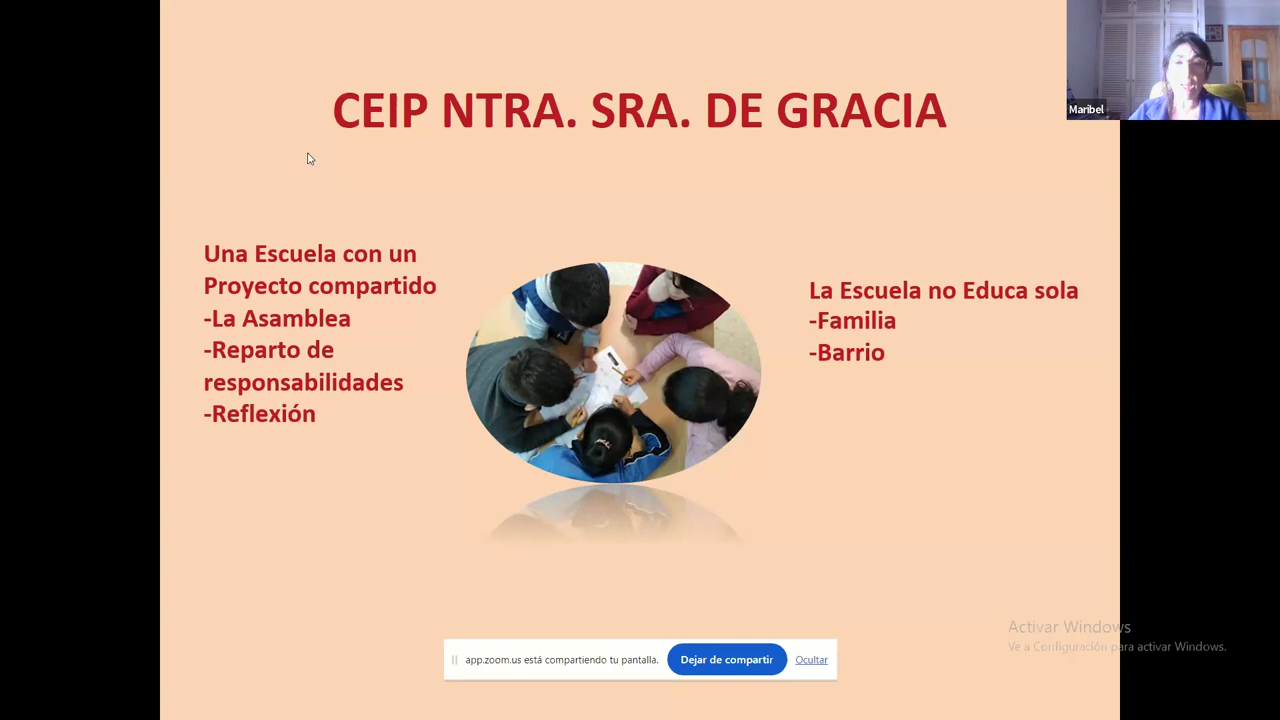 CEIP NTRA. SRA. DE GRACIA
Maribel
Una Escuela con un
Proyecto compartido
-La Asamblea
-Reparto de
responsabilidades
-Reflexión
La Escuela no Educa sola
-Familia
-Barrio
Activar Windows
Ve a Configuración para activar Windows.
app.zoom.us está compartiendo tu pantalla.
Dejar de compartir
Ocultar